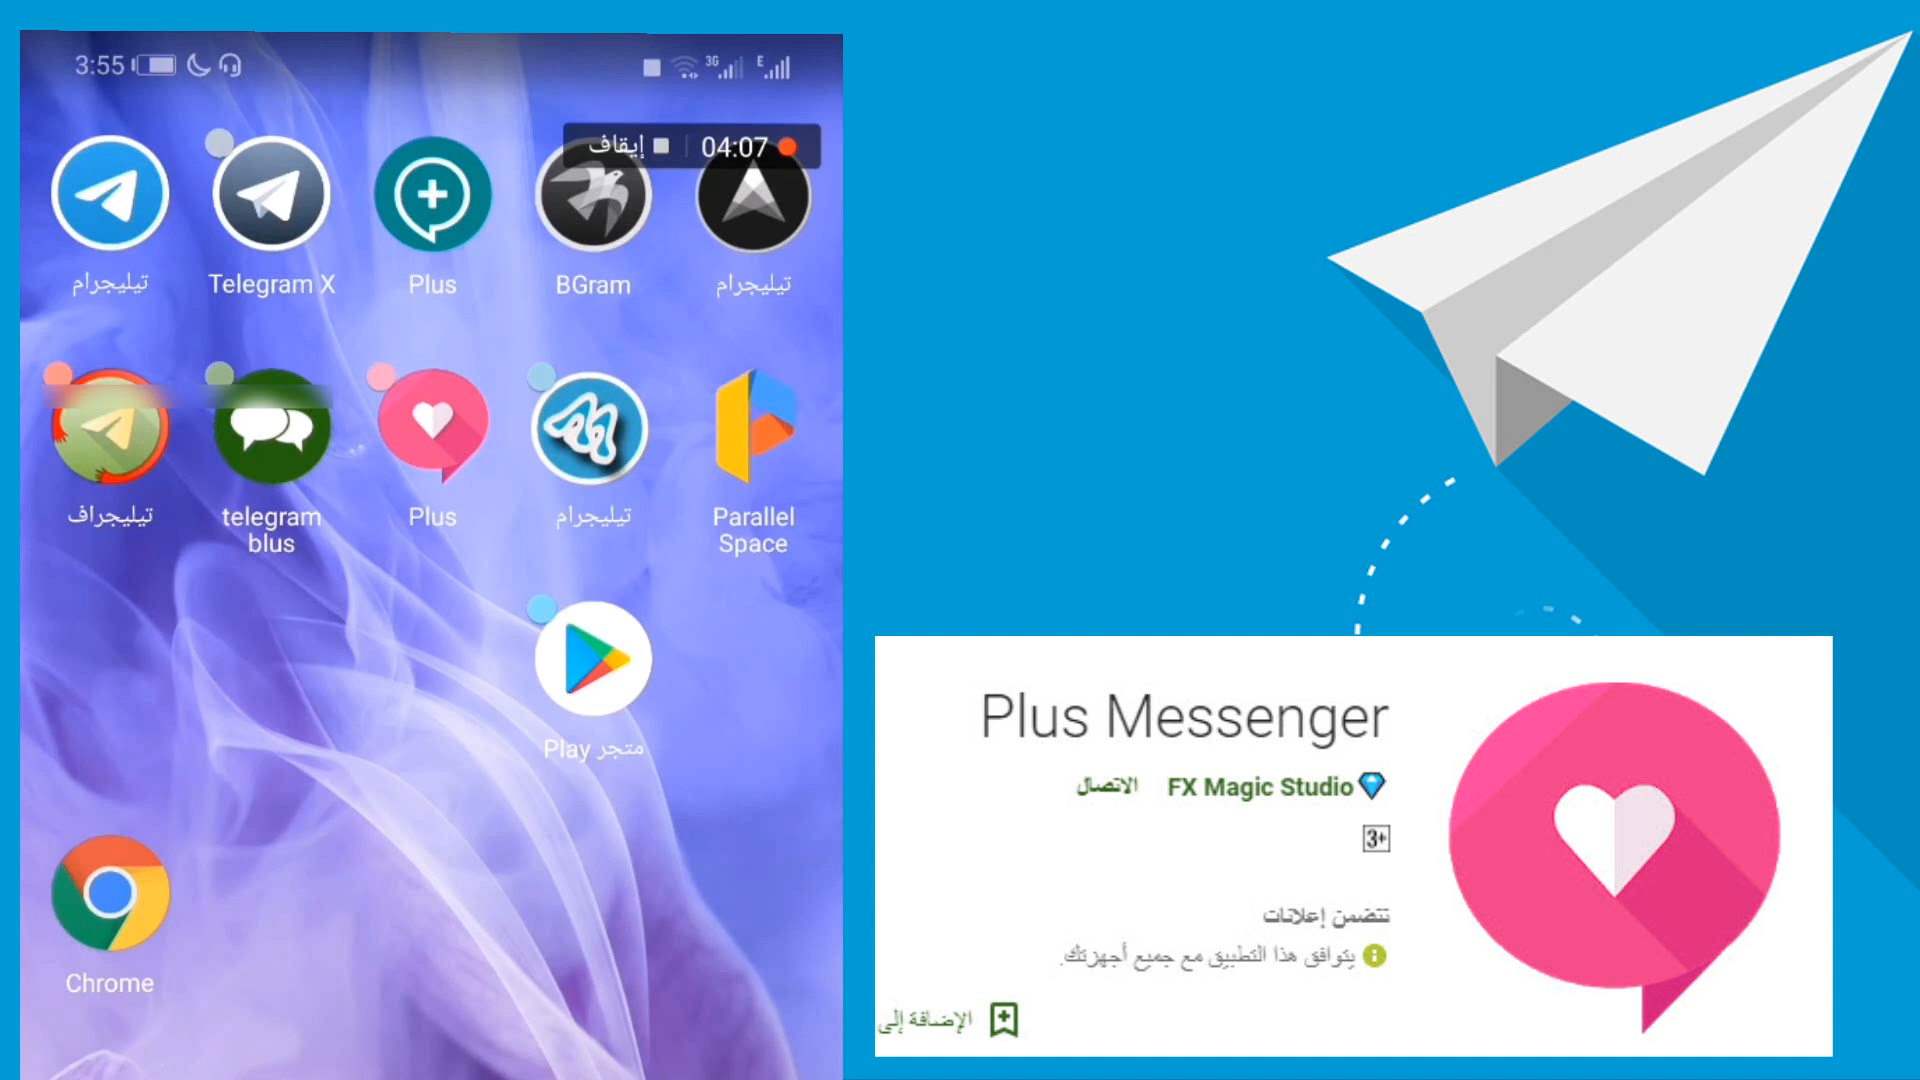 3:55
3G
E
إيقاف
04:07
تيليجرام
Telegram X
Plus
BGram
تيليجرام
تيليجراف
telegram
blus
Plus
تيليجرام
Parallel
Space
متجر Play
Chrome
Plus Messenger
FX Magic Studio الاتصال
3+
تتضمن إعلانات
يتوافق هذا التطبيق مع جميع أجهزتك.
الإضافة إلى